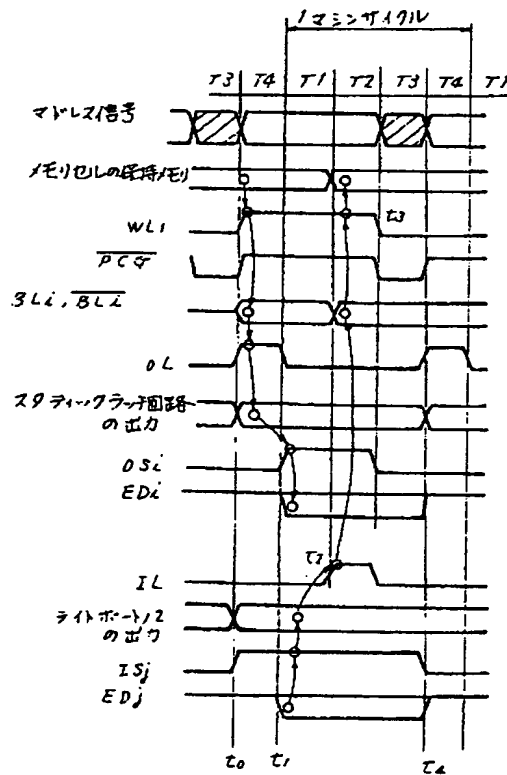 1マシンサイクル
T3 T4 T1 T2 T3 T4 T1
アドレス信号
メモリセルの保持メモリ
WLi
t3
PCG
BLi, BLi
OL
スタティックラッチ回路
の出力
OSi
EDi
t2
IL
ライトポート12
の出力
ISj
EDj
t0 t1 t4